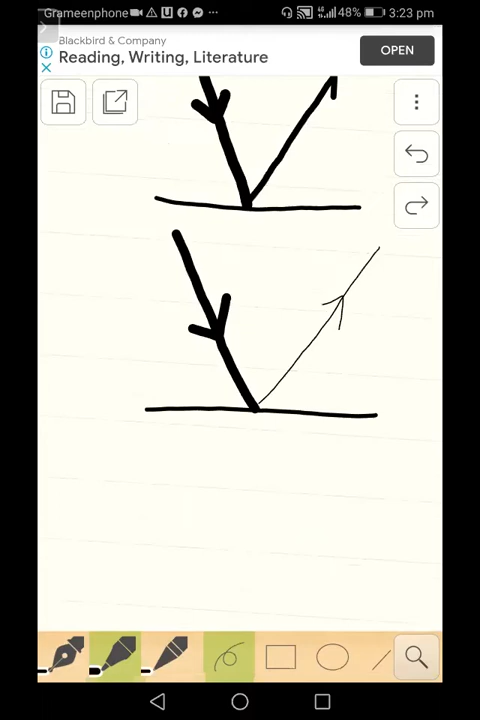 Grameenphone 48% 3:23 pm
Blackbird & Company
Reading, Writing, Literature
OPEN